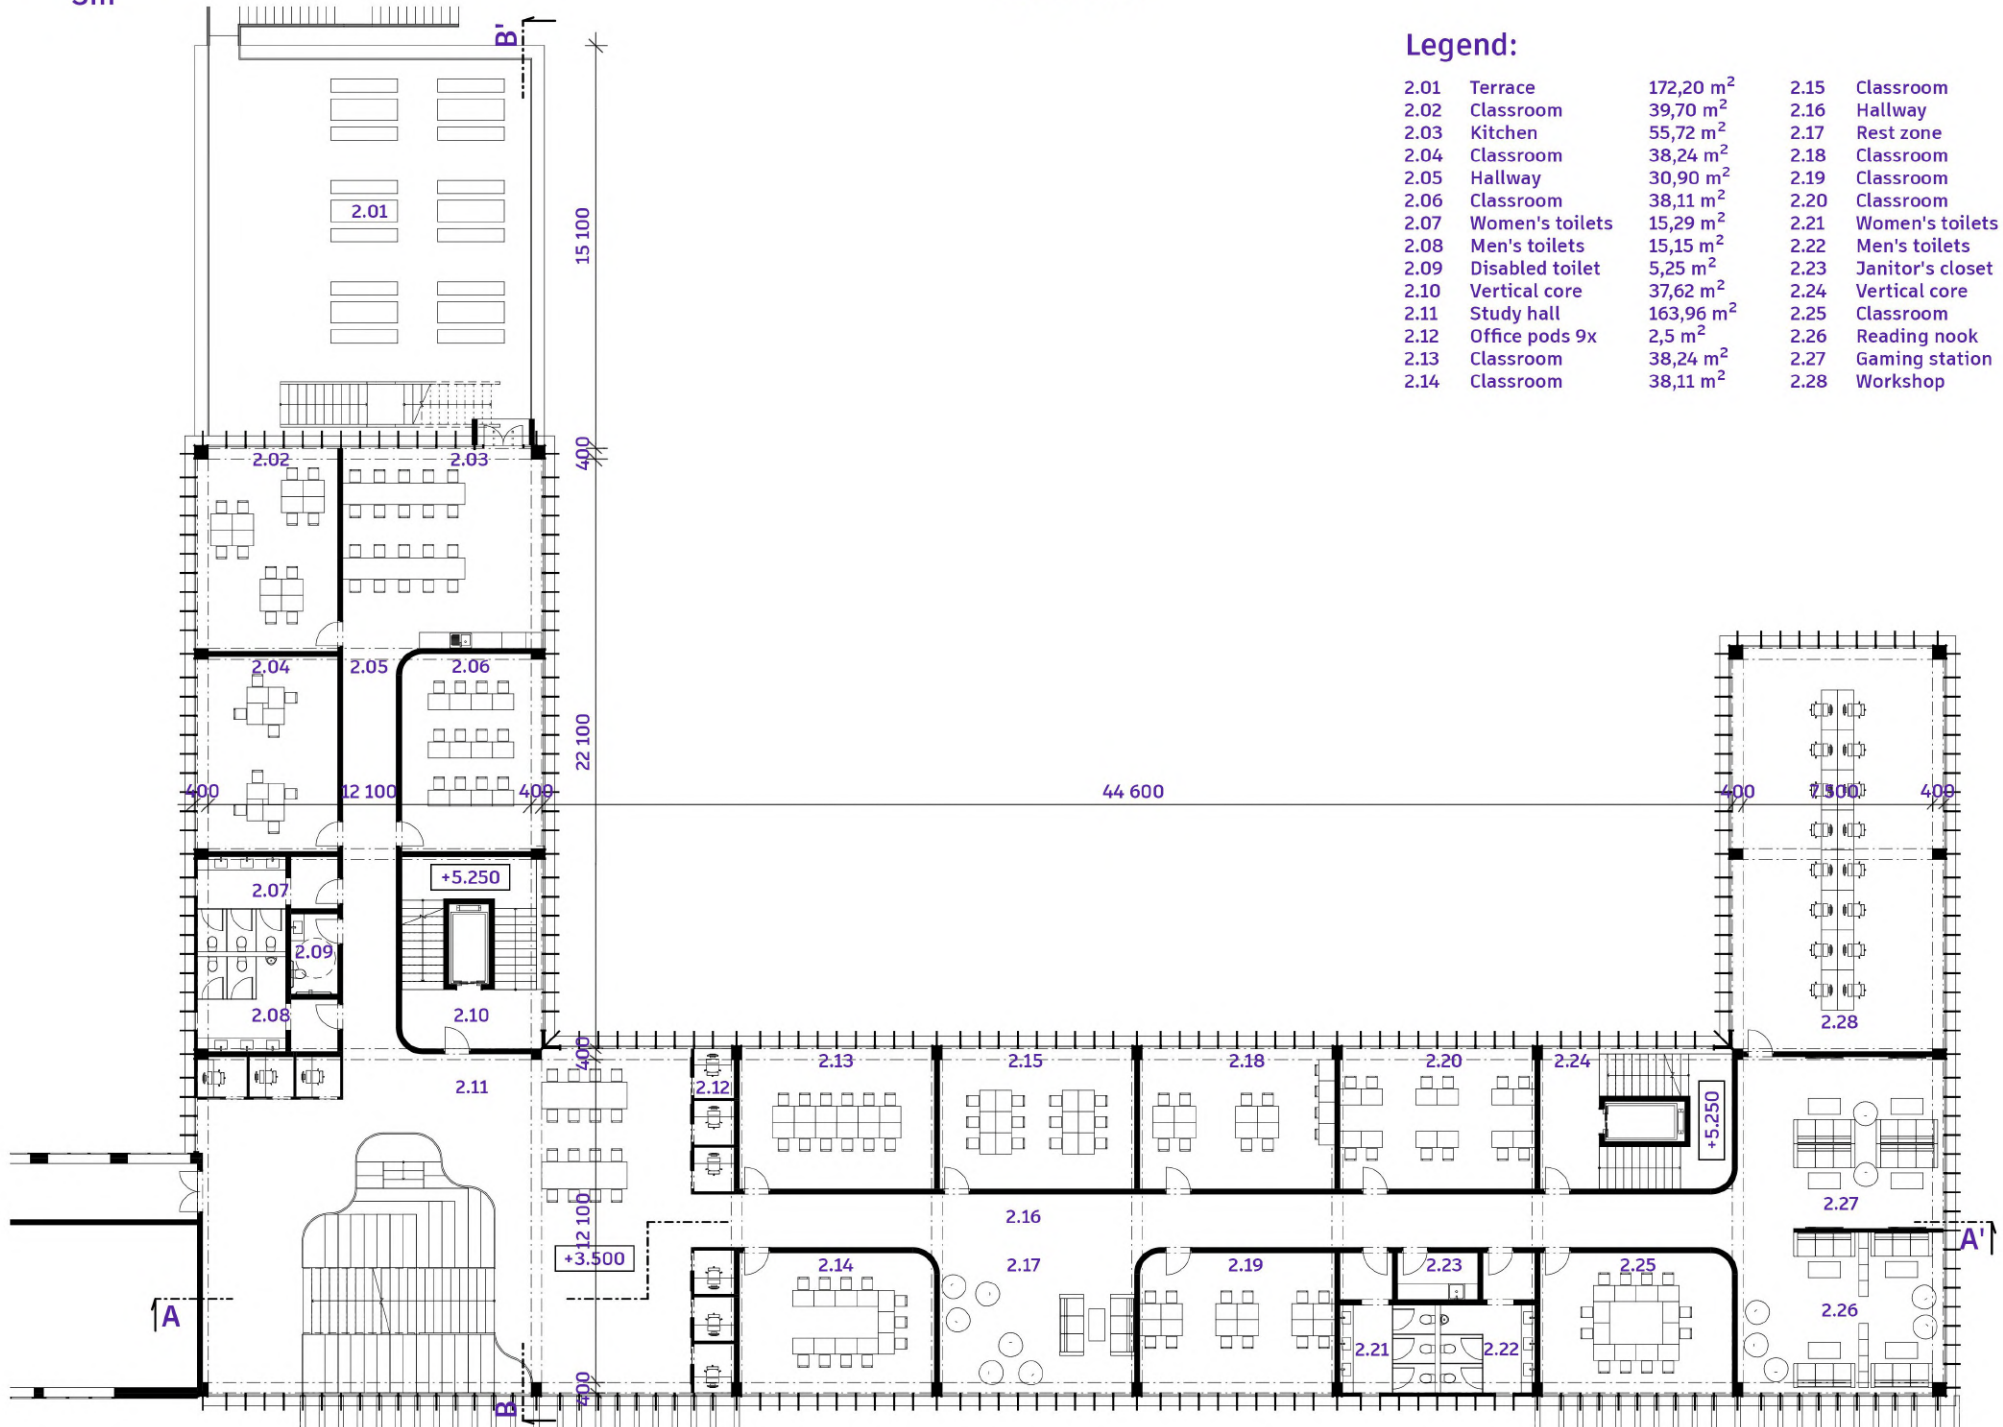 B'
Legend:
2.01 Terrace 172,20 m² 2.15 Classroom
2.02 Classroom 39,70 m² 2.16 Hallway
2.03 Kitchen 55,72 m² 2.17 Rest zone
2.04 Classroom 38,24 m² 2.18 Classroom
2.05 Hallway 30,90 m² 2.19 Classroom
2.06 Classroom 38,11 m² 2.20 Classroom
2.07 Women's toilets 15,29 m² 2.21 Women's toilets
2.08 Men's toilets 15,15 m² 2.22 Men's toilets
2.09 Disabled toilet 5,25 m² 2.23 Janitor's closet
2.10 Vertical core 37,62 m² 2.24 Vertical core
2.11 Study hall 163,96 m² 2.25 Classroom
2.12 Office pods 9x 2,5 m² 2.26 Reading nook
2.13 Classroom 38,24 m² 2.27 Gaming station
2.14 Classroom 38,11 m² 2.28 Workshop
2.01
15 100
400
2.02 2.03
2.04 2.05 2.06
22 100
400 12 100 400 44 600 400 400
+5.250
2.07
2.09
2.08 2.10
2.28
400
2.11 2.12 2.13 2.15 2.18 2.20 2.24
+5.250
2.27
12 100
2.16
+3.500
A'
2.14 2.17 2.19 2.23 2.25
A
2.26
2.21 2.22
400
B